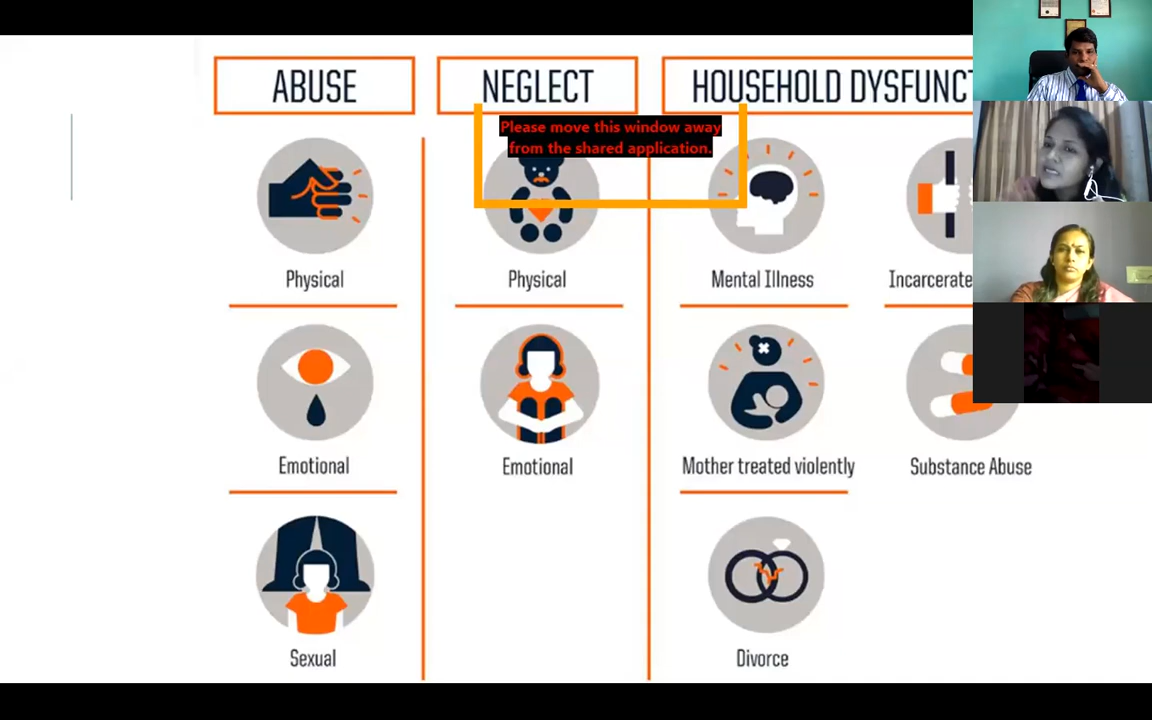 ABUSE
NEGLECT
HOUSEHOLD DYSFUNCT
Please move this window away
from the shared application.
Physical
Physical
Mental Illness
Incarcerate
Emotional
Emotional
Mother treated violently
Substance Abuse
Sexual
Divorce